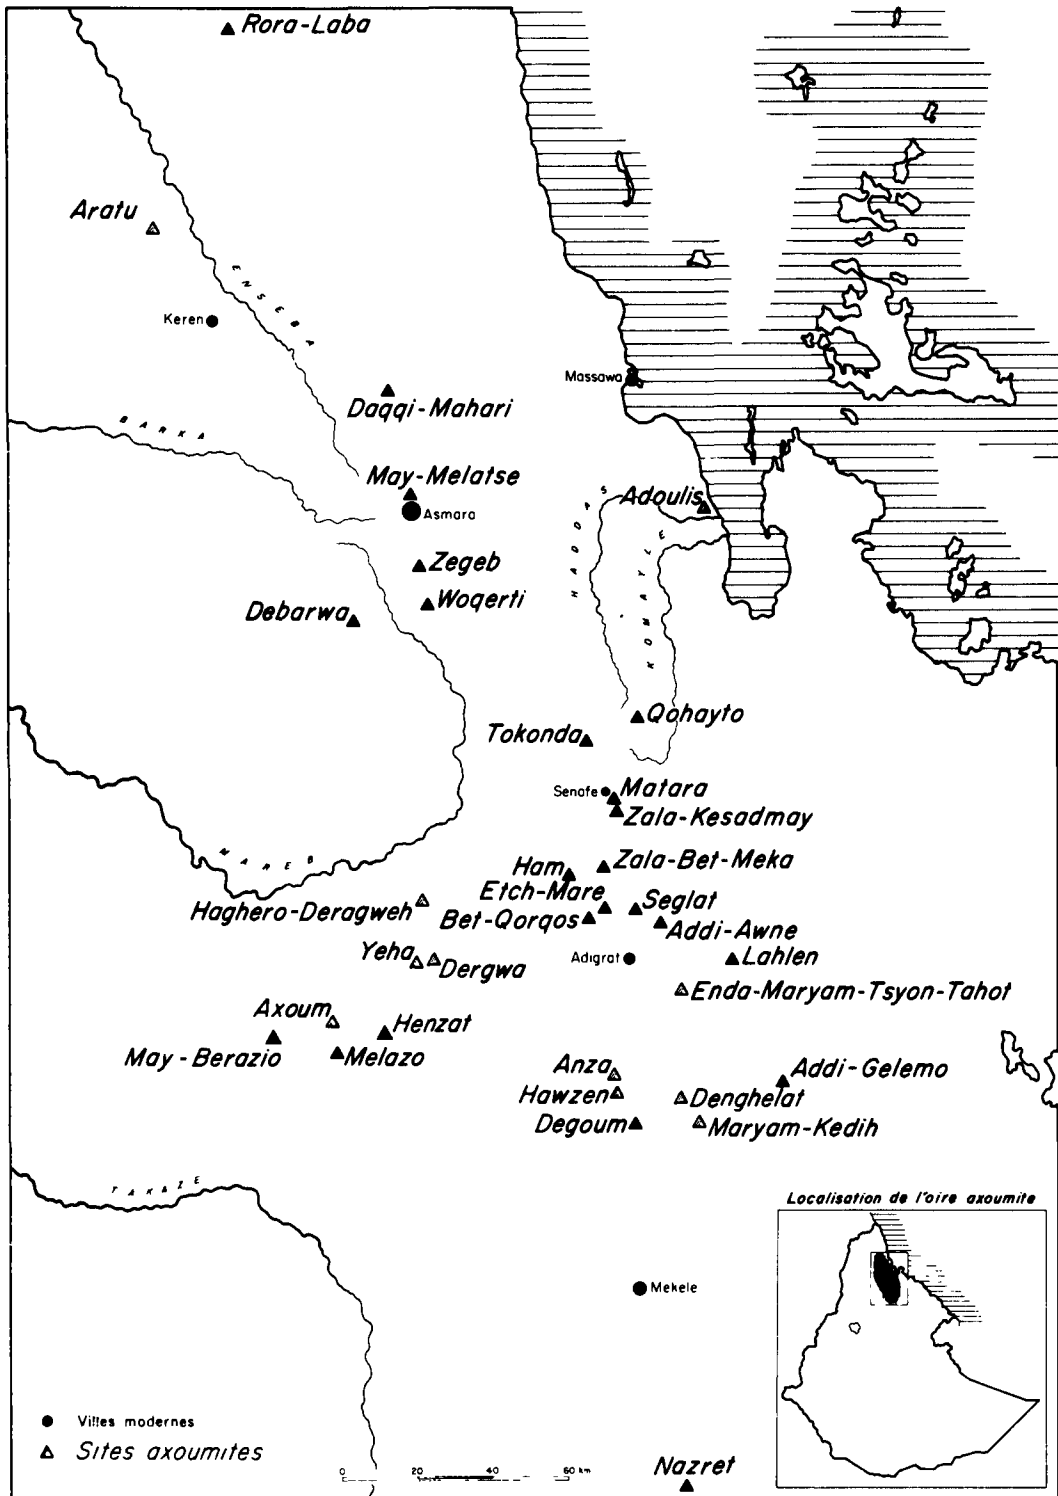 Rora-Laba
Aratu
ENSEBA
Keren
Massawa
Daqqi-Mahari
BARKA
May-Melatse
Asmara
HADDAS
Adoulis
KOMAYLE
Zegeb
Woqerti
Debarwa
Qohayto
Tokonda
Senafe
Matara
Zala-Kesadmay
MAREB
Ham
Zala-Bet-Meka
Etch-Mare
Seglat
Haghero-Deragweh
Bet-Qorqos
Addi-Awne
Yeha
Dergwa
Adigrat
Lahlen
Enda-Maryam-Tsyon-Tahot
Axoum
Henzat
May-Berazio
Melazo
Anza
Addi-Gelemo
Hawzen
Denghelat
Degoum
Maryam-Kedih
TAKAZE
Localisation de l'aire axoumite
Mekele
Villes modernes
Sites axoumites
0 20 40 60 km
Nazret